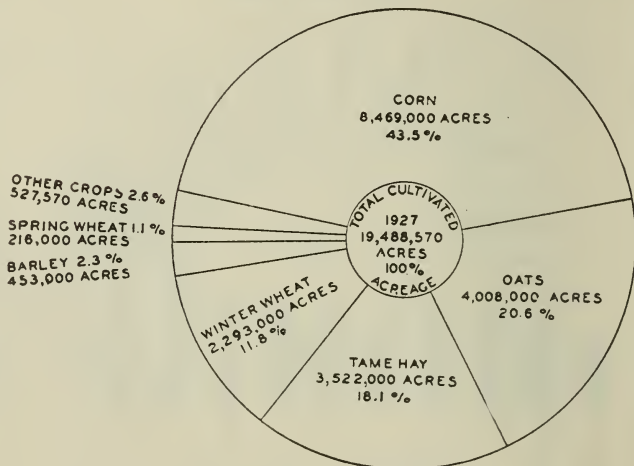 CORN
8,469,000 ACRES
43.5%
OTHER CROPS 2.6%
527,570 ACRES
SPRING WHEAT 1.1%
216,000 ACRES
BARLEY 2.3%
453,000 ACRES
WINTER WHEAT
2,293,000 ACRES
11.8%
TOTAL CULTIVATED
1927
19,488,570
ACRES
100%
ACREAGE
OATS
4,008,000 ACRES
20.6%
TAME HAY
3,522,000 ACRES
18.1%